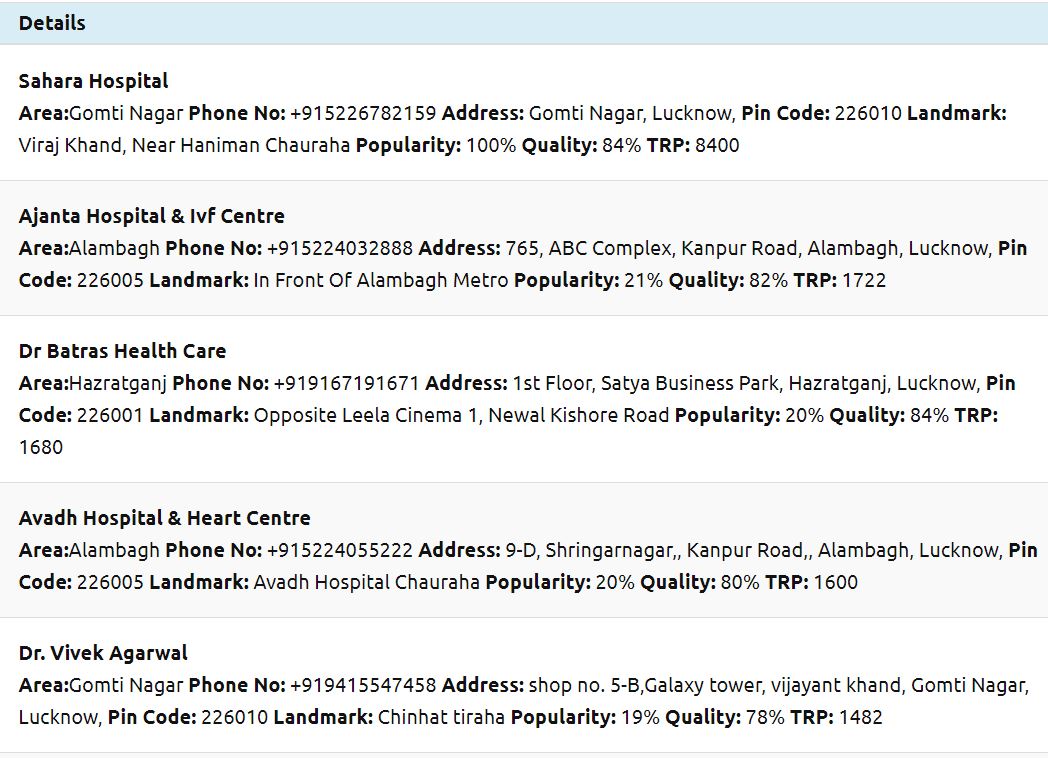 Details
Sahara Hospital
Area:Gomti Nagar Phone No: +915226782159 Address: Gomti Nagar, Lucknow, Pin Code: 226010 Landmark:
Viraj Khand, Near Haniman Chauraha Popularity: 100% Quality: 84% TRP: 8400
Ajanta Hospital & Ivf Centre
Area:Alambagh Phone No: +915224032888 Address: 765, ABC Complex, Kanpur Road, Alambagh, Lucknow, Pin
Code: 226005 Landmark: In Front Of Alambagh Metro Popularity: 21% Quality: 82% TRP: 1722
Dr Batras Health Care
Area:Hazratganj Phone No: +919167191671 Address: 1st Floor, Satya Business Park, Hazratganj, Lucknow, Pin
Code: 226001 Landmark: Opposite Leela Cinema 1, Newal Kishore Road Popularity: 20% Quality: 84% TRP:
1680
Avadh Hospital & Heart Centre
Area:Alambagh Phone No: +915224055222 Address: 9-D, Shringarnagar,, Kanpur Road,, Alambagh, Lucknow, Pin
Code: 226005 Landmark: Avadh Hospital Chauraha Popularity: 20% Quality: 80% TRP: 1600
Dr. Vivek Agarwal
Area:Gomti Nagar Phone No: +919415547458 Address: shop no. 5-B,Galaxy tower, vijayant khand, Gomti Nagar,
Lucknow, Pin Code: 226010 Landmark: Chinhat tiraha Popularity: 19% Quality: 78% TRP: 1482